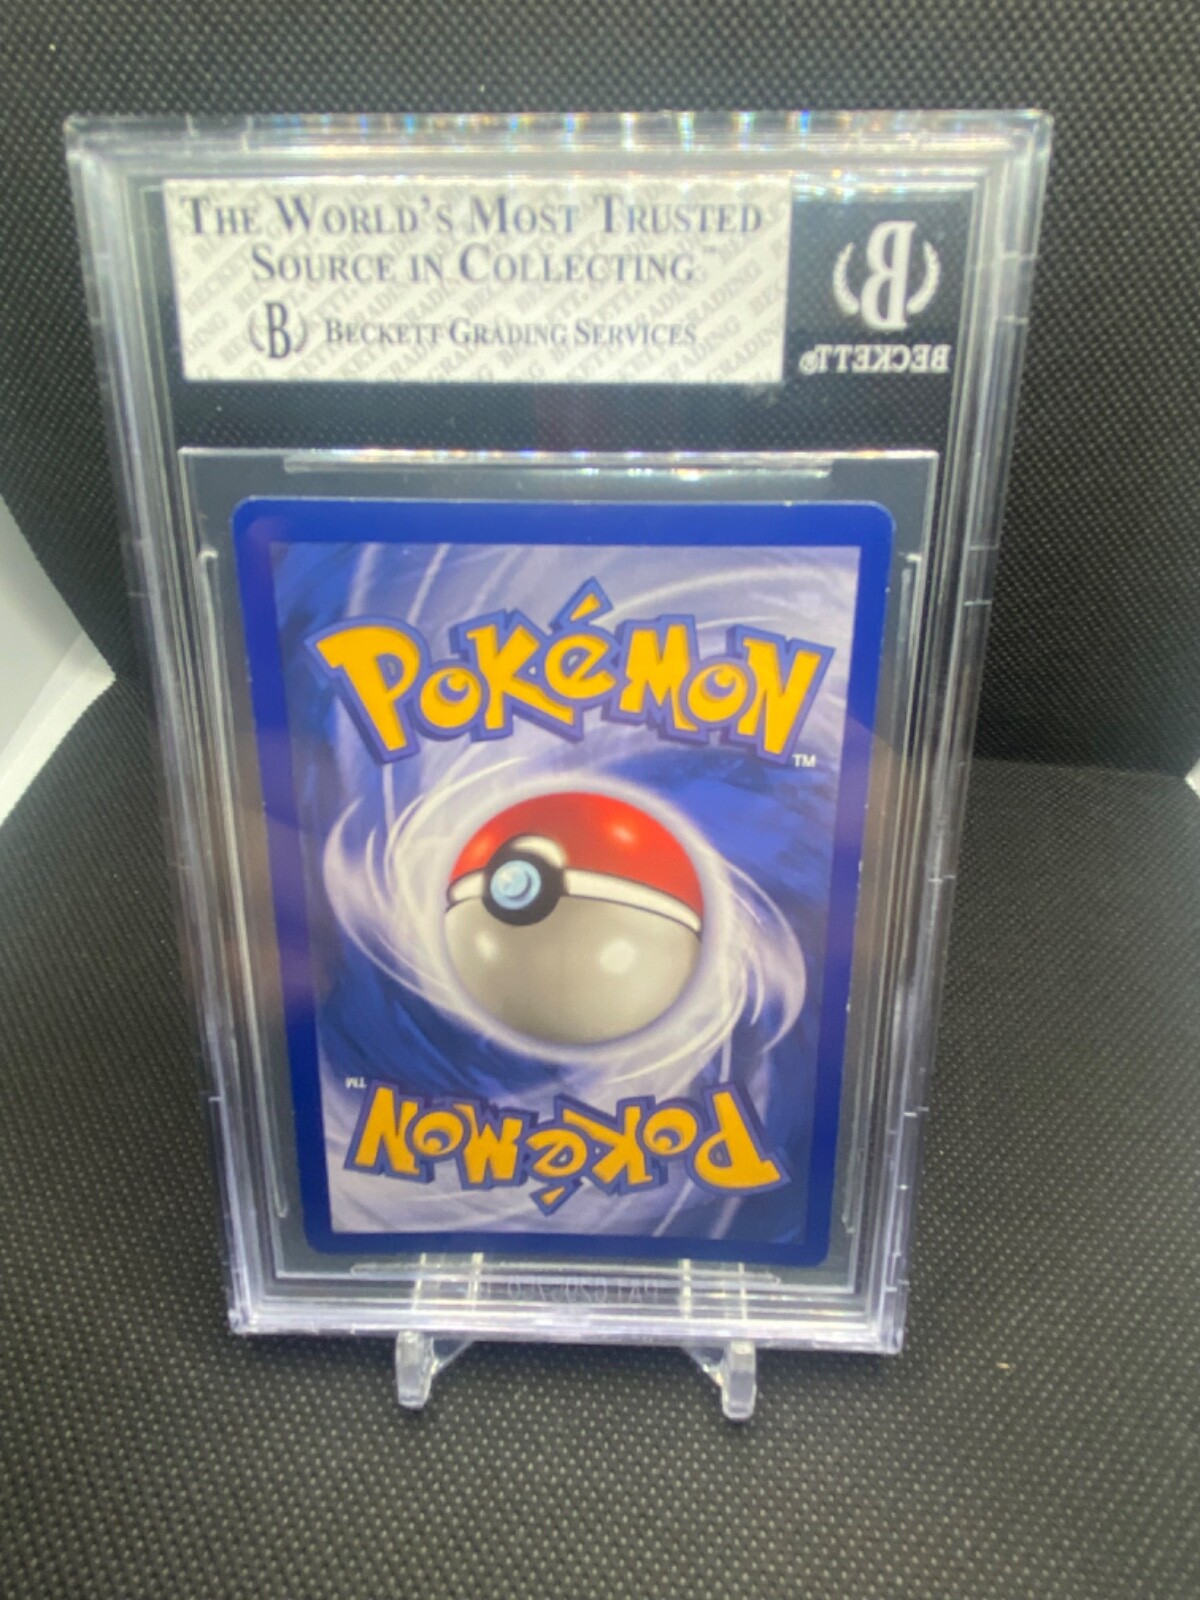 THE WORLD'S MOST TRUSTED
SOURCE IN COLLECTING™
B BECKETT GRADING SERVICES
B
BECKETT®
POKéMON
TM
POKéMON
TM